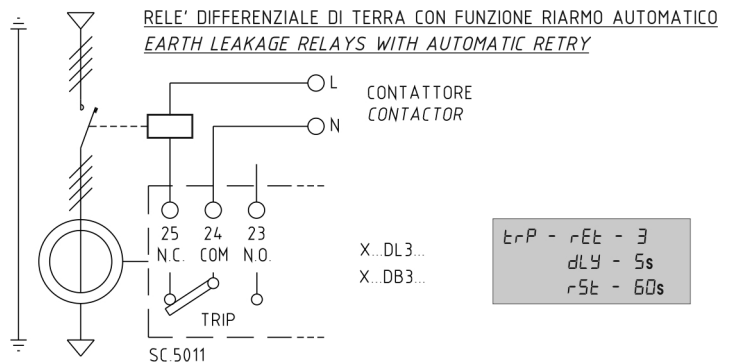 RELE' DIFFERENZIALE DI TERRA CON FUNZIONE RIARMO AUTOMATICO
EARTH LEAKAGE RELAYS WITH AUTOMATIC RETRY
L
CONTATTORE
CONTACTOR
N
25 24 23
N.C. COM N.O.
X...DL3...
X...DB3...
TRIP
SC.5011
trP - rEt - 3
dLY - 5s
rSt - 60s